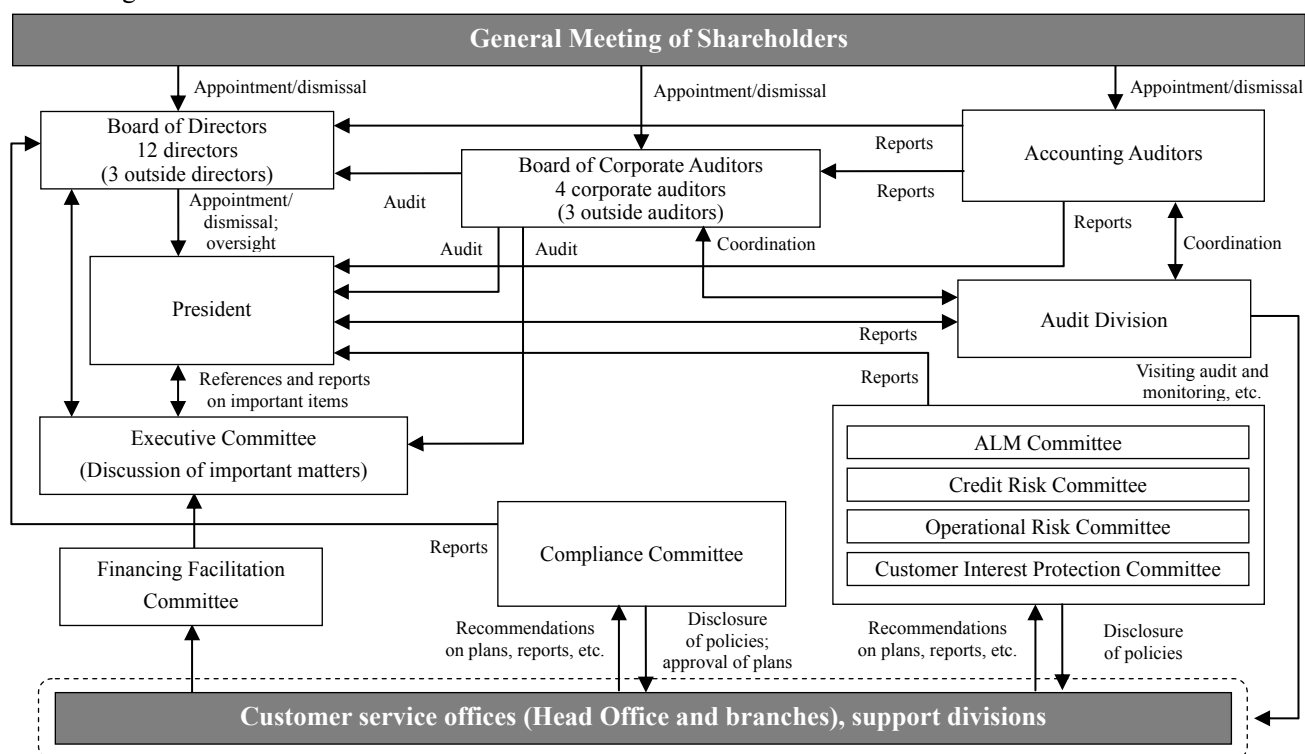 General Meeting of Shareholders
Appointment/dismissal
Appointment/dismissal
Appointment/dismissal
Board of Directors
12 directors
(3 outside directors)
Reports
Accounting Auditors
Board of Corporate Auditors
4 corporate auditors
(3 outside auditors)
Audit
Reports
Appointment/
dismissal;
oversight
Audit
Audit
Coordination
Reports
Coordination
President
Reports
Audit Division
References and reports
on important items
Reports
Visiting audit and
monitoring, etc.
Executive Committee
(Discussion of important matters)
ALM Committee
Credit Risk Committee
Operational Risk Committee
Customer Interest Protection Committee
Reports
Compliance Committee
Financing Facilitation
Committee
Recommendations
on plans, reports, etc.
Disclosure
of policies;
approval of plans
Recommendations
on plans, reports, etc.
Disclosure
of policies
Customer service offices (Head Office and branches), support divisions